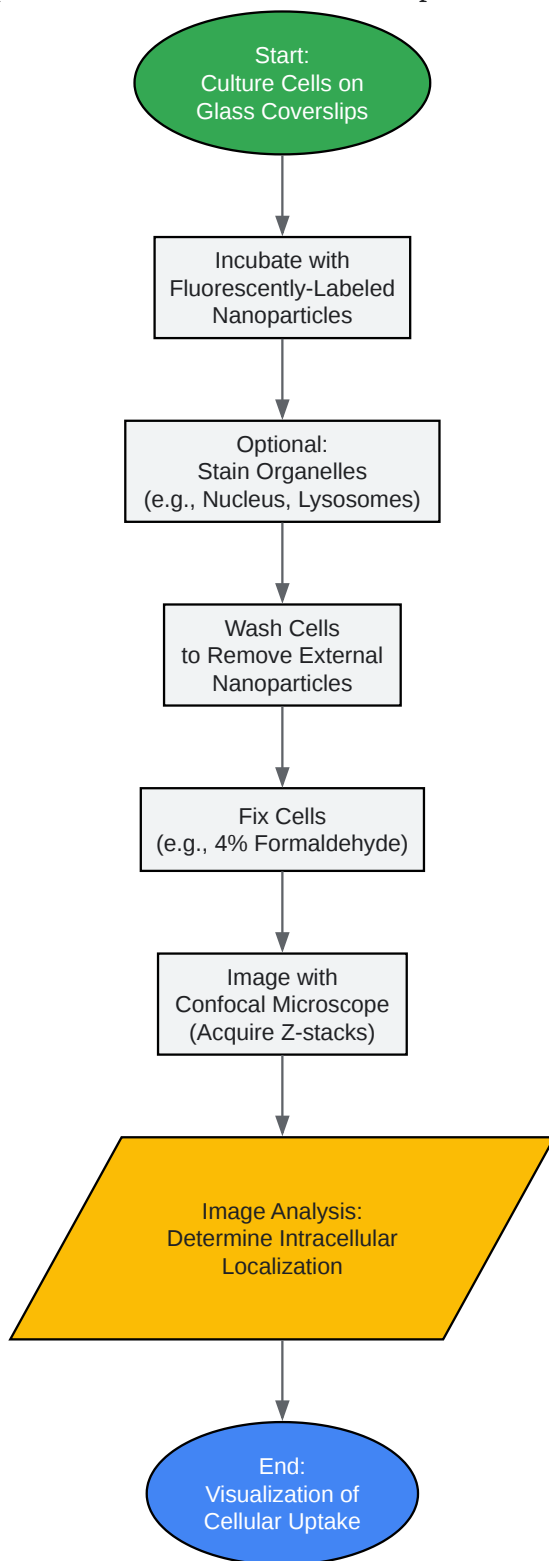 Start:
Culture Cells on
Glass Coverslips
Incubate with
Fluorescently-Labeled
Nanoparticles
Optional:
Stain Organelles
(e.g., Nucleus, Lysosomes)
Wash Cells
to Remove External
Nanoparticles
Fix Cells
(e.g., 4% Formaldehyde)
Image with
Confocal Microscope
(Acquire Z-stacks)
Image Analysis:
Determine Intracellular
Localization
End:
Visualization of
Cellular Uptake